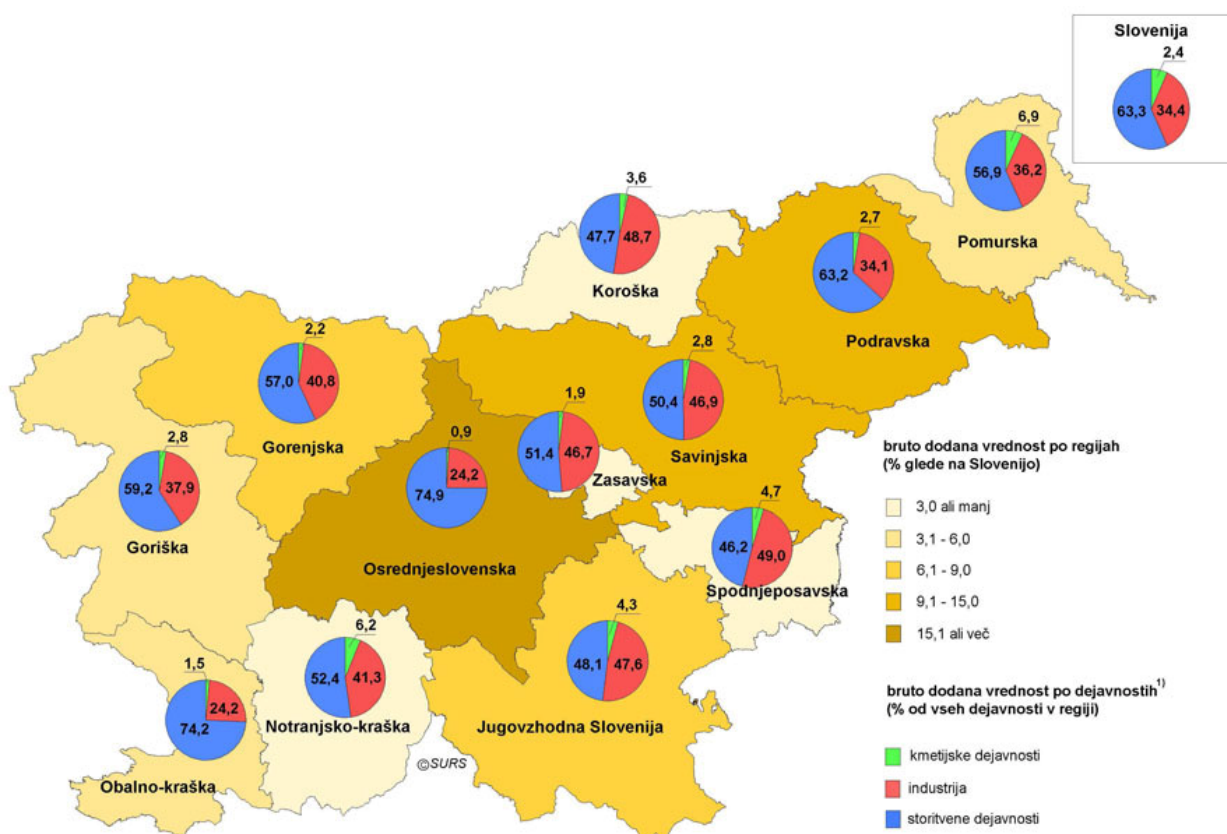 Slovenija
2,4
63,3
34,4
6,9
56,9
36,2
Pomurska
3,6
47,7
48,7
Koroška
2,7
63,2
34,1
Podravska
2,2
57,0
40,8
Gorenjska
2,8
50,4
46,9
Savinjska
1,9
51,4
46,7
Zasavska
0,9
74,9
24,2
Osrednjeslovenska
2,8
59,2
37,9
Goriška
4,7
46,2
49,0
Spodnjeposavska
4,3
48,1
47,6
Jugovzhodna Slovenija
6,2
52,4
41,3
Notranjsko-kraška
1,5
24,2
74,2
Obalno-kraška
©SURS
bruto dodana vrednost po regijah
(% glede na Slovenijo)
3,0 ali manj
3,1 - 6,0
6,1 - 9,0
9,1 - 15,0
15,1 ali več
bruto dodana vrednost po dejavnostih1)
(% od vseh dejavnosti v regiji)
kmetijske dejavnosti
industrija
storitvene dejavnosti